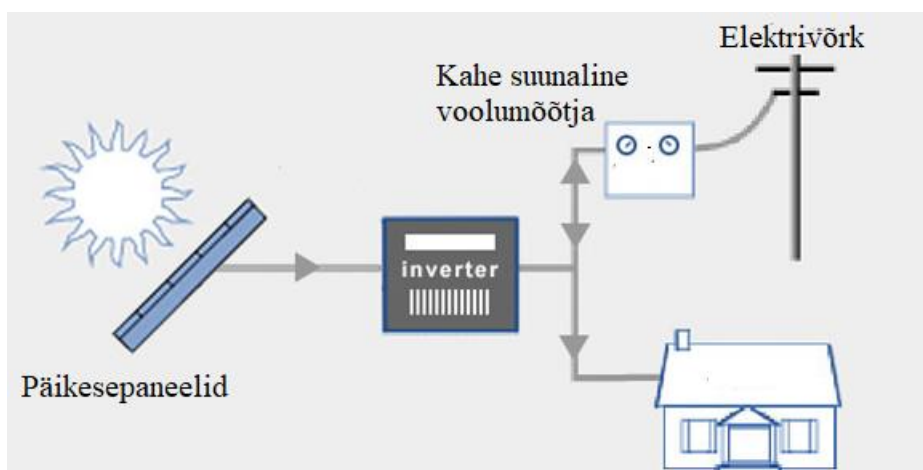 Elektrivõrk
Kahe suunaline
voolumõõtja
inverter
Päikesepaneelid